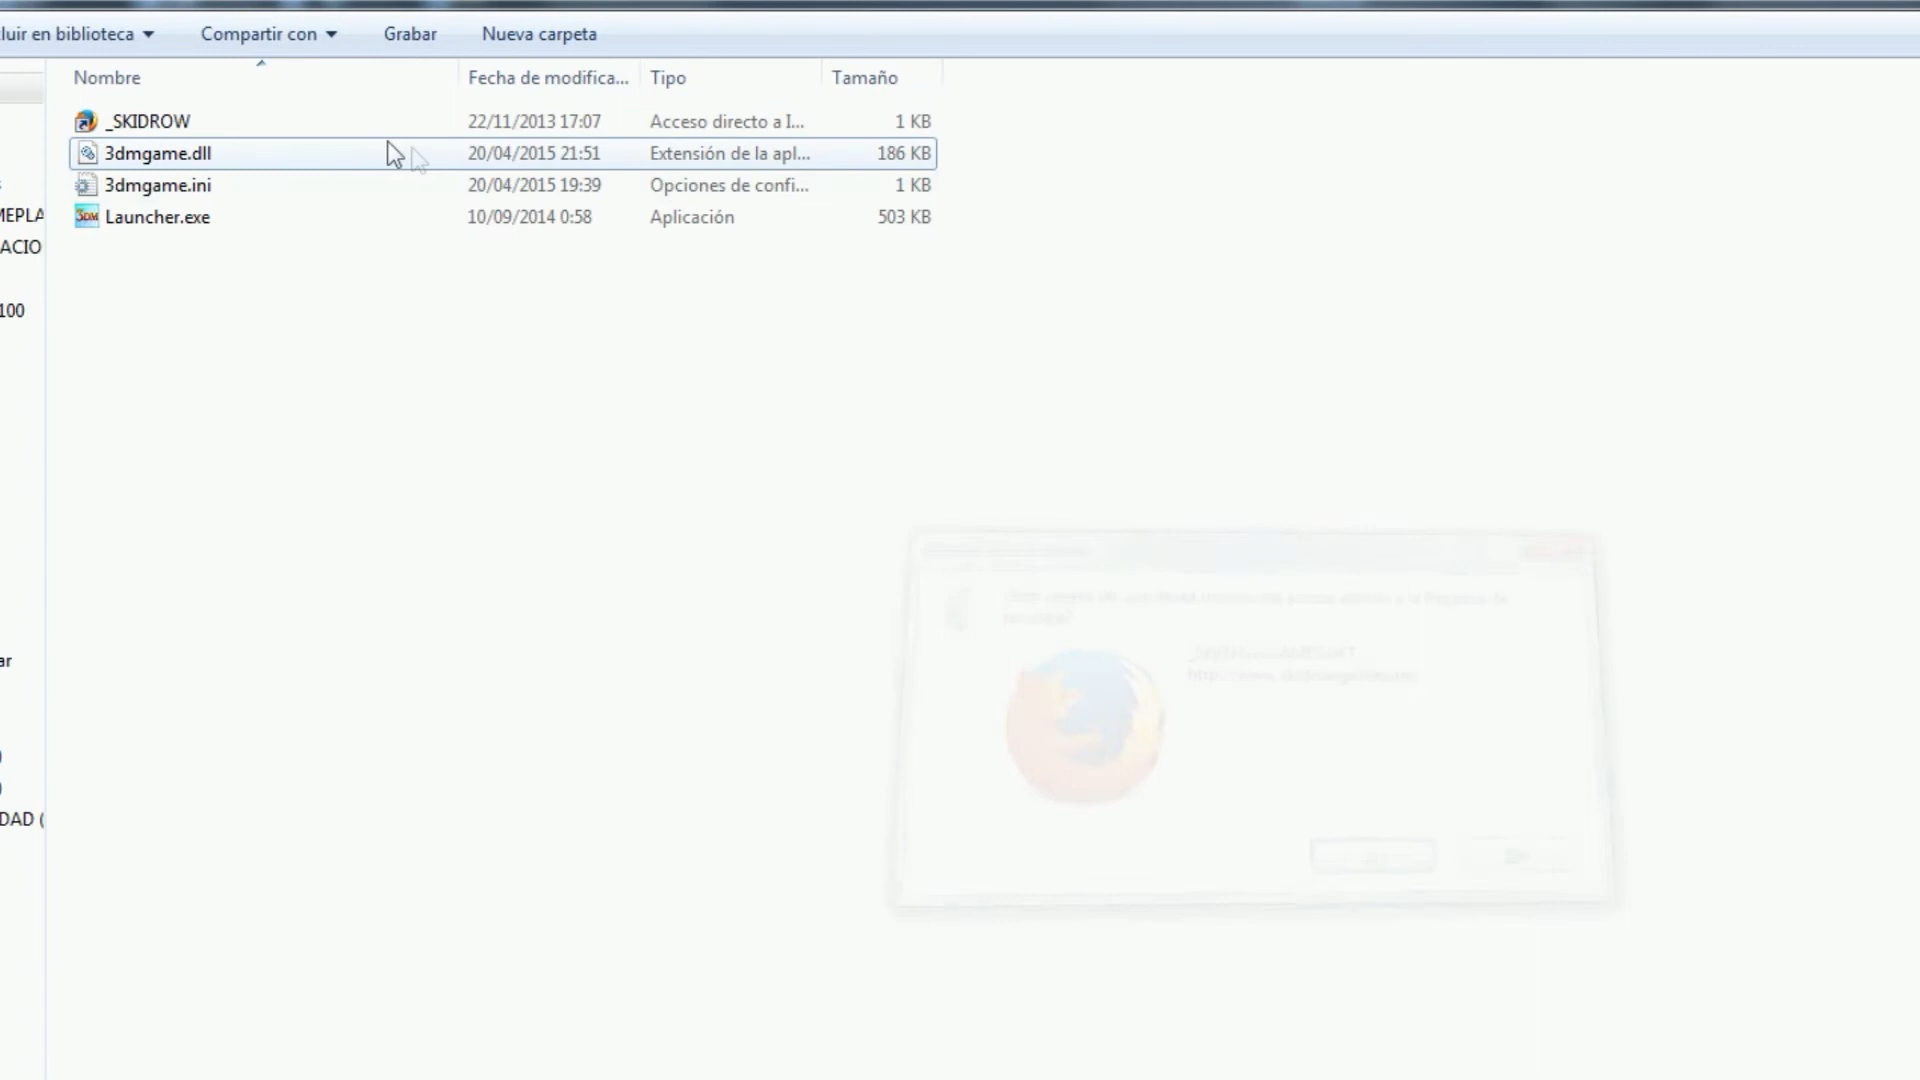 luir en biblioteca Compartir con Grabar Nueva carpeta
Nombre Fecha de modifica... Tipo Tamaño
_SKIDROW 22/11/2013 17:07 Acceso directo a I... 1 KB
3dmgame.dll 20/04/2015 21:51 Extensión de la apl... 186 KB
3dmgame.ini 20/04/2015 19:39 Opciones de confi... 1 KB
3DM Launcher.exe 10/09/2014 0:58 Aplicación 503 KB
MEPLA
ACIO
100
ar
)
)
DAD (